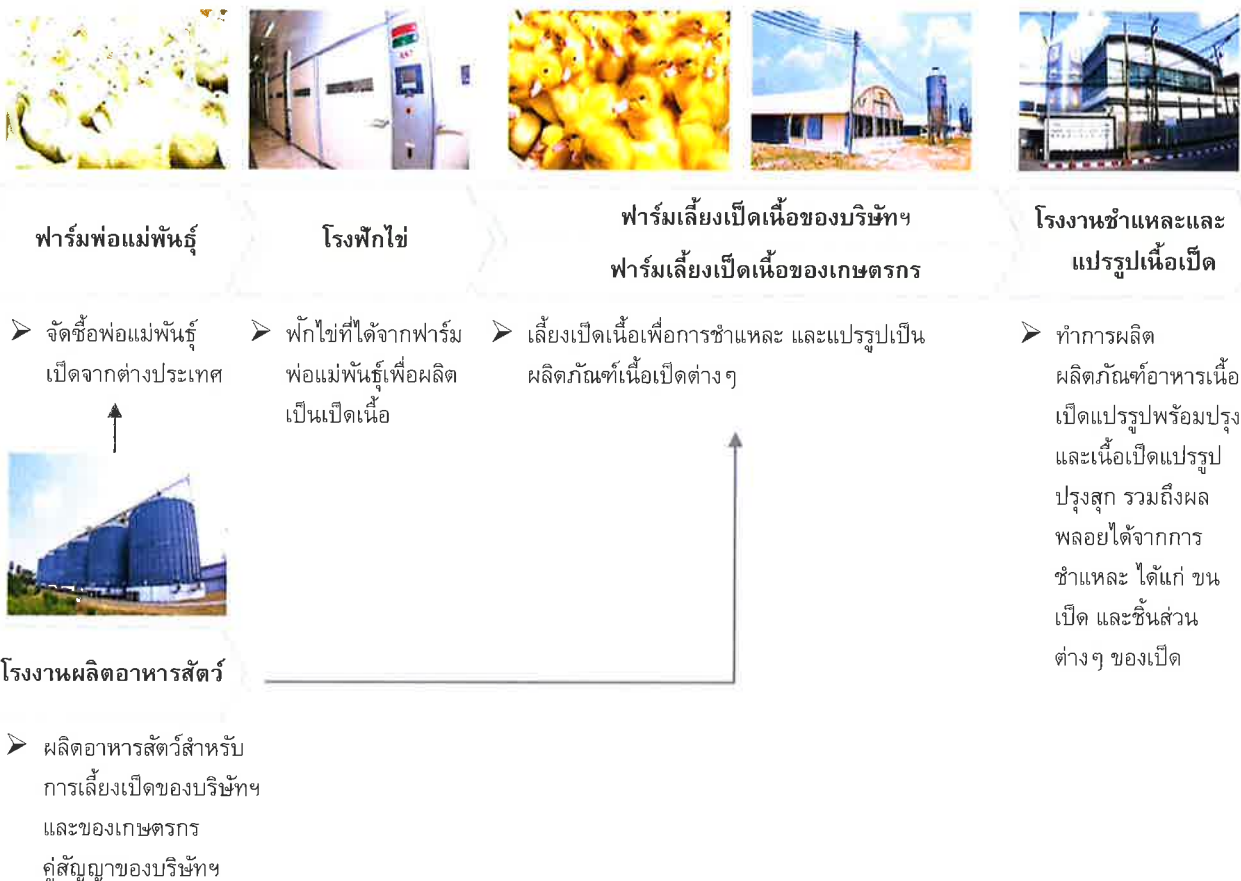 ฟาร์มพ่อแม่พันธุ์
โรงฟักไข่
ฟาร์มเลี้ยงเป็ดเนื้อของบริษัทฯ
ฟาร์มเลี้ยงเป็ดเนื้อของเกษตรกร
โรงงานชำแหละและ
แปรรูปเนื้อเป็ด
➢ จัดซื้อพ่อแม่พันธุ์
เป็ดจากต่างประเทศ
➢ ฟักไข่ที่ได้จากฟาร์ม
พ่อแม่พันธุ์เพื่อผลิต
เป็นเป็ดเนื้อ
➢ เลี้ยงเป็ดเนื้อเพื่อการชำแหละ และแปรรูปเป็น
ผลิตภัณฑ์เนื้อเป็ดต่างๆ
➢ ทำการผลิต
ผลิตภัณฑ์อาหารเนื้อ
เป็ดแปรรูปพร้อมปรุง
และเนื้อเป็ดแปรรูป
ปรุงสุก รวมถึงผล
พลอยได้จากการ
ชำแหละ ได้แก่ ขน
เป็ด และชิ้นส่วน
ต่างๆ ของเป็ด
โรงงานผลิตอาหารสัตว์
➢ ผลิตอาหารสัตว์สำหรับ
การเลี้ยงเป็ดของบริษัทฯ
และของเกษตรกร
คู่สัญญาของบริษัทฯ